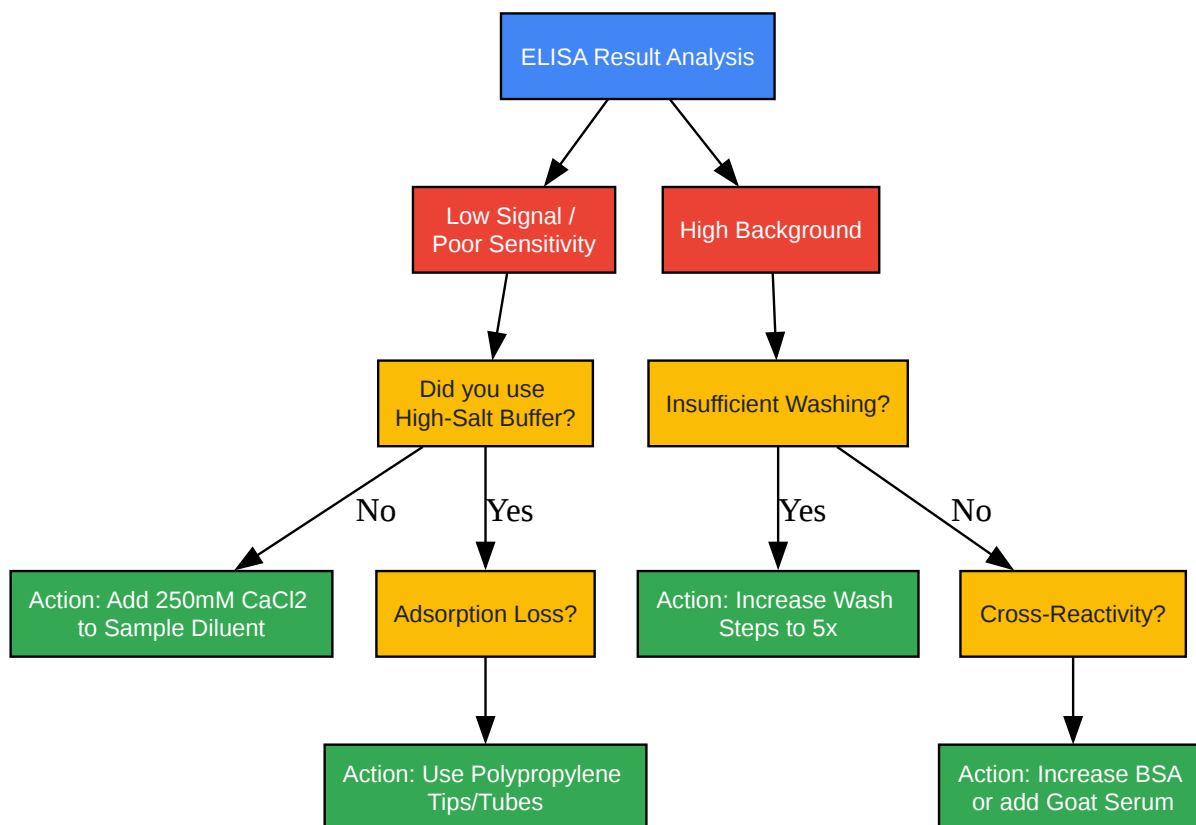 ELISA Result Analysis
Low Signal /
Poor Sensitivity
High Background
Did you use
High-Salt Buffer?
Insufficient Washing?
No
Yes
Yes
No
Action: Add 250mM CaCl2
to Sample Diluent
Adsorption Loss?
Action: Increase Wash
Steps to 5x
Cross-Reactivity?
Action: Use Polypropylene
Tips/Tubes
Action: Increase BSA
or add Goat Serum